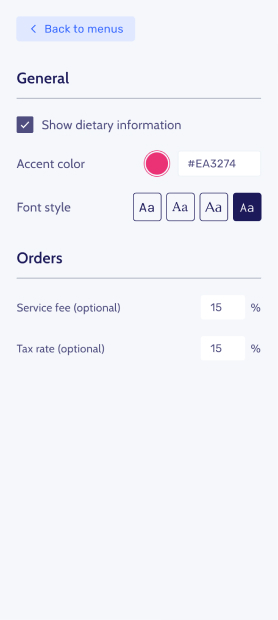 Back to menus
General
Show dietary information
Accent color #EA3274
Font style Aa Aa Aa Aa
Orders
Service fee (optional) 15 %
Tax rate (optional) 15 %